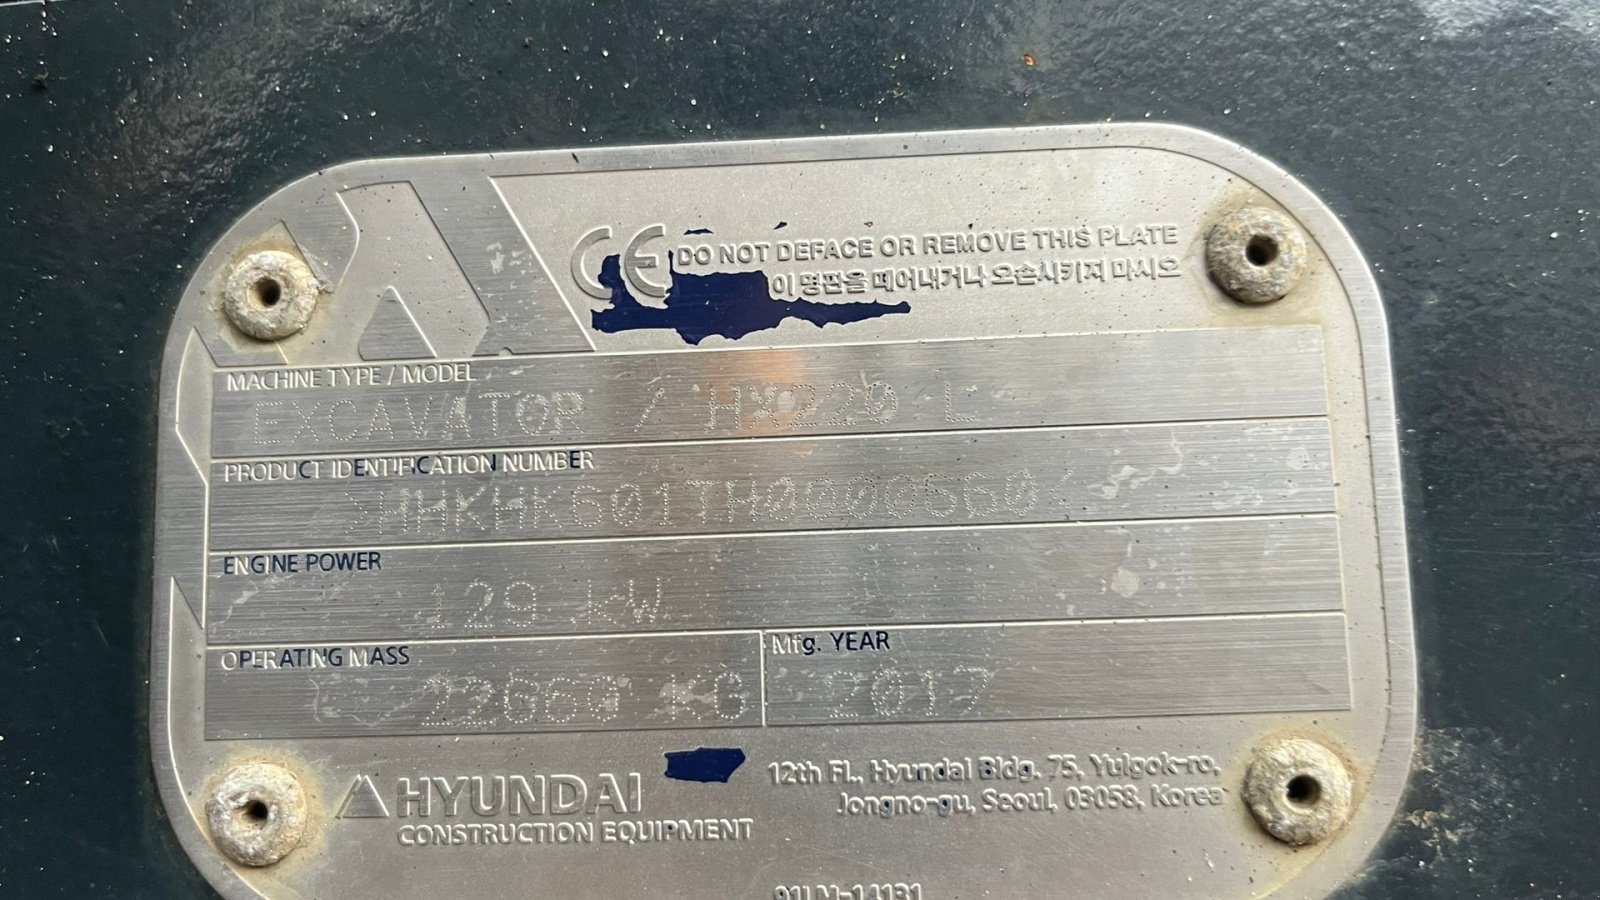 CE DO NOT DEFACE OR REMOVE THIS PLATE
이 명판을 떼어내거나 오손시키지 마시오
MACHINE TYPE / MODEL
EXCAVATOR / HX220 L
PRODUCT IDENTIFICATION NUMBER
>HHKHK601TH0000560<
ENGINE POWER
129 kW
OPERATING MASS
Mfg. YEAR
KG
2017
HYUNDAI
CONSTRUCTION EQUIPMENT
12th Fl., Hyundai Bldg. 75, Yulgok-ro,
Jongno-gu, Seoul, 03058, Korea